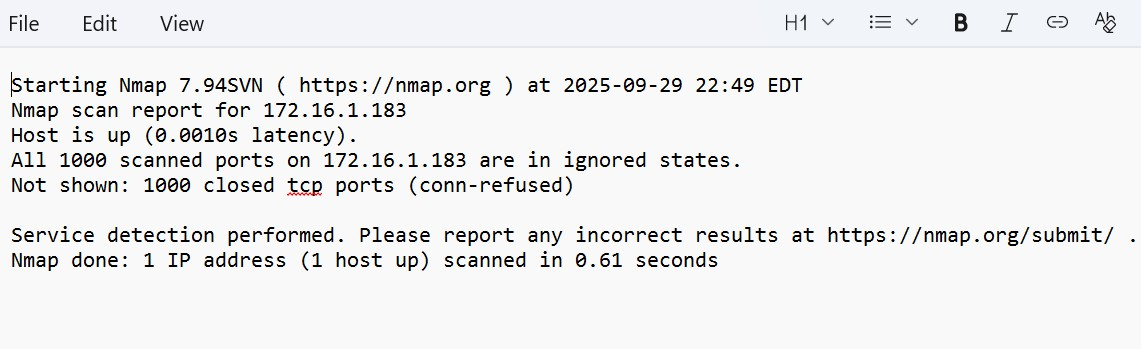 File Edit View H1 B I
Starting Nmap 7.94SVN ( https://nmap.org ) at 2025-09-29 22:49 EDT
Nmap scan report for 172.16.1.183
Host is up (0.0010s latency).
All 1000 scanned ports on 172.16.1.183 are in ignored states.
Not shown: 1000 closed tcp ports (conn-refused)
Service detection performed. Please report any incorrect results at https://nmap.org/submit/ .
Nmap done: 1 IP address (1 host up) scanned in 0.61 seconds